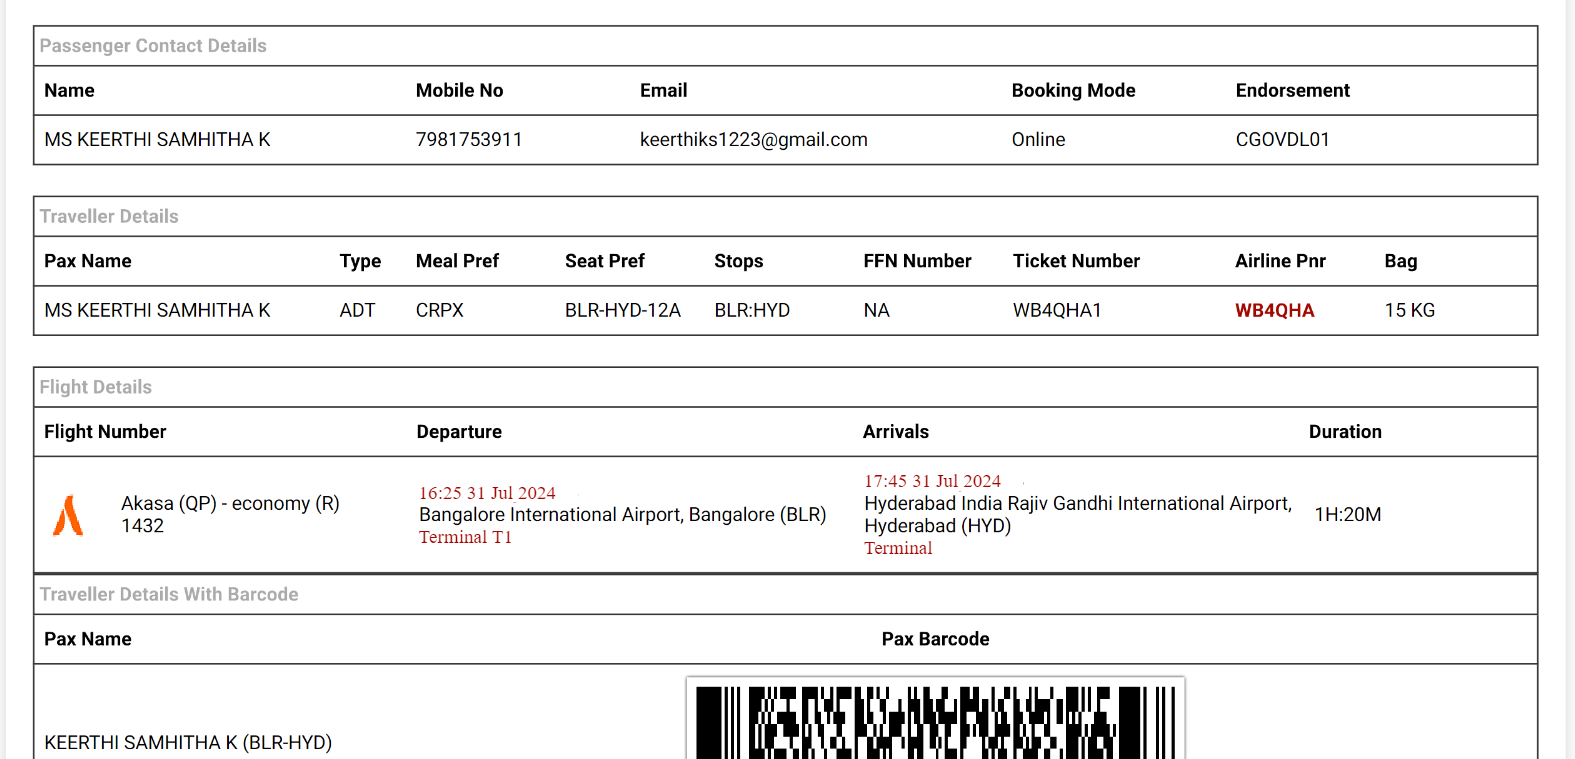 Passenger Contact Details
Name Mobile No Email Booking Mode Endorsement
MS KEERTHI SAMHITHA K 7981753911 keerthiks1223@gmail.com Online CGOVDL01
Traveller Details
Pax Name Type Meal Pref Seat Pref Stops FFN Number Ticket Number Airline Pnr Bag
MS KEERTHI SAMHITHA K ADT CRPX BLR-HYD-12A BLR:HYD NA WB4QHA1 WB4QHA 15 KG
Flight Details
Flight Number Departure Arrivals Duration
Akasa (QP) - economy (R)
1432
16:25 31 Jul 2024
Bangalore International Airport, Bangalore (BLR)
Terminal T1
17:45 31 Jul 2024
Hyderabad India Rajiv Gandhi International Airport,
Hyderabad (HYD)
Terminal
1H:20M
Traveller Details With Barcode
Pax Name Pax Barcode
KEERTHI SAMHITHA K (BLR-HYD)